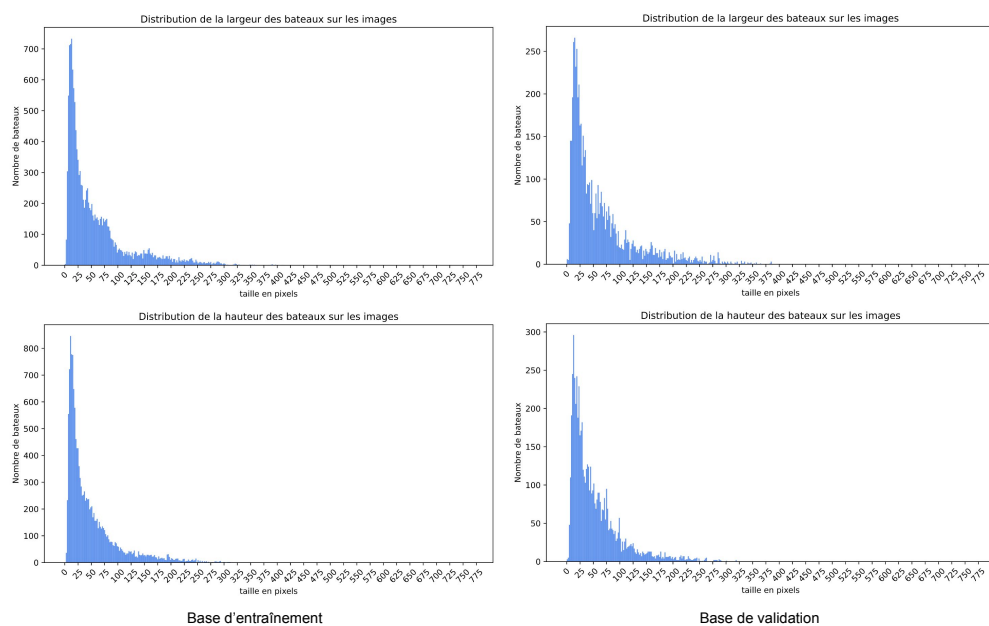 Distribution de la largeur des bateaux sur les images
Nombre de bateaux
700
600
500
400
300
200
100
0
0 25 50 75 100 125 150 175 200 225 250 275 300 325 350 375 400 425 450 475 500 525 550 575 600 625 650 675 700 725 750 775
taille en pixels
Distribution de la largeur des bateaux sur les images
Nombre de bateaux
250
200
150
100
50
0
0 25 50 75 100 125 150 175 200 225 250 275 300 325 350 375 400 425 450 475 500 525 550 575 600 625 650 675 700 725 750 775
taille en pixels
Distribution de la hauteur des bateaux sur les images
Nombre de bateaux
800
700
600
500
400
300
200
100
0
0 25 50 75 100 125 150 175 200 225 250 275 300 325 350 375 400 425 450 475 500 525 550 575 600 625 650 675 700 725 750 775
taille en pixels
Distribution de la hauteur des bateaux sur les images
Nombre de bateaux
300
250
200
150
100
50
0
0 25 50 75 100 125 150 175 200 225 250 275 300 325 350 375 400 425 450 475 500 525 550 575 600 625 650 675 700 725 750 775
taille en pixels
Base d'entraînement
Base de validation